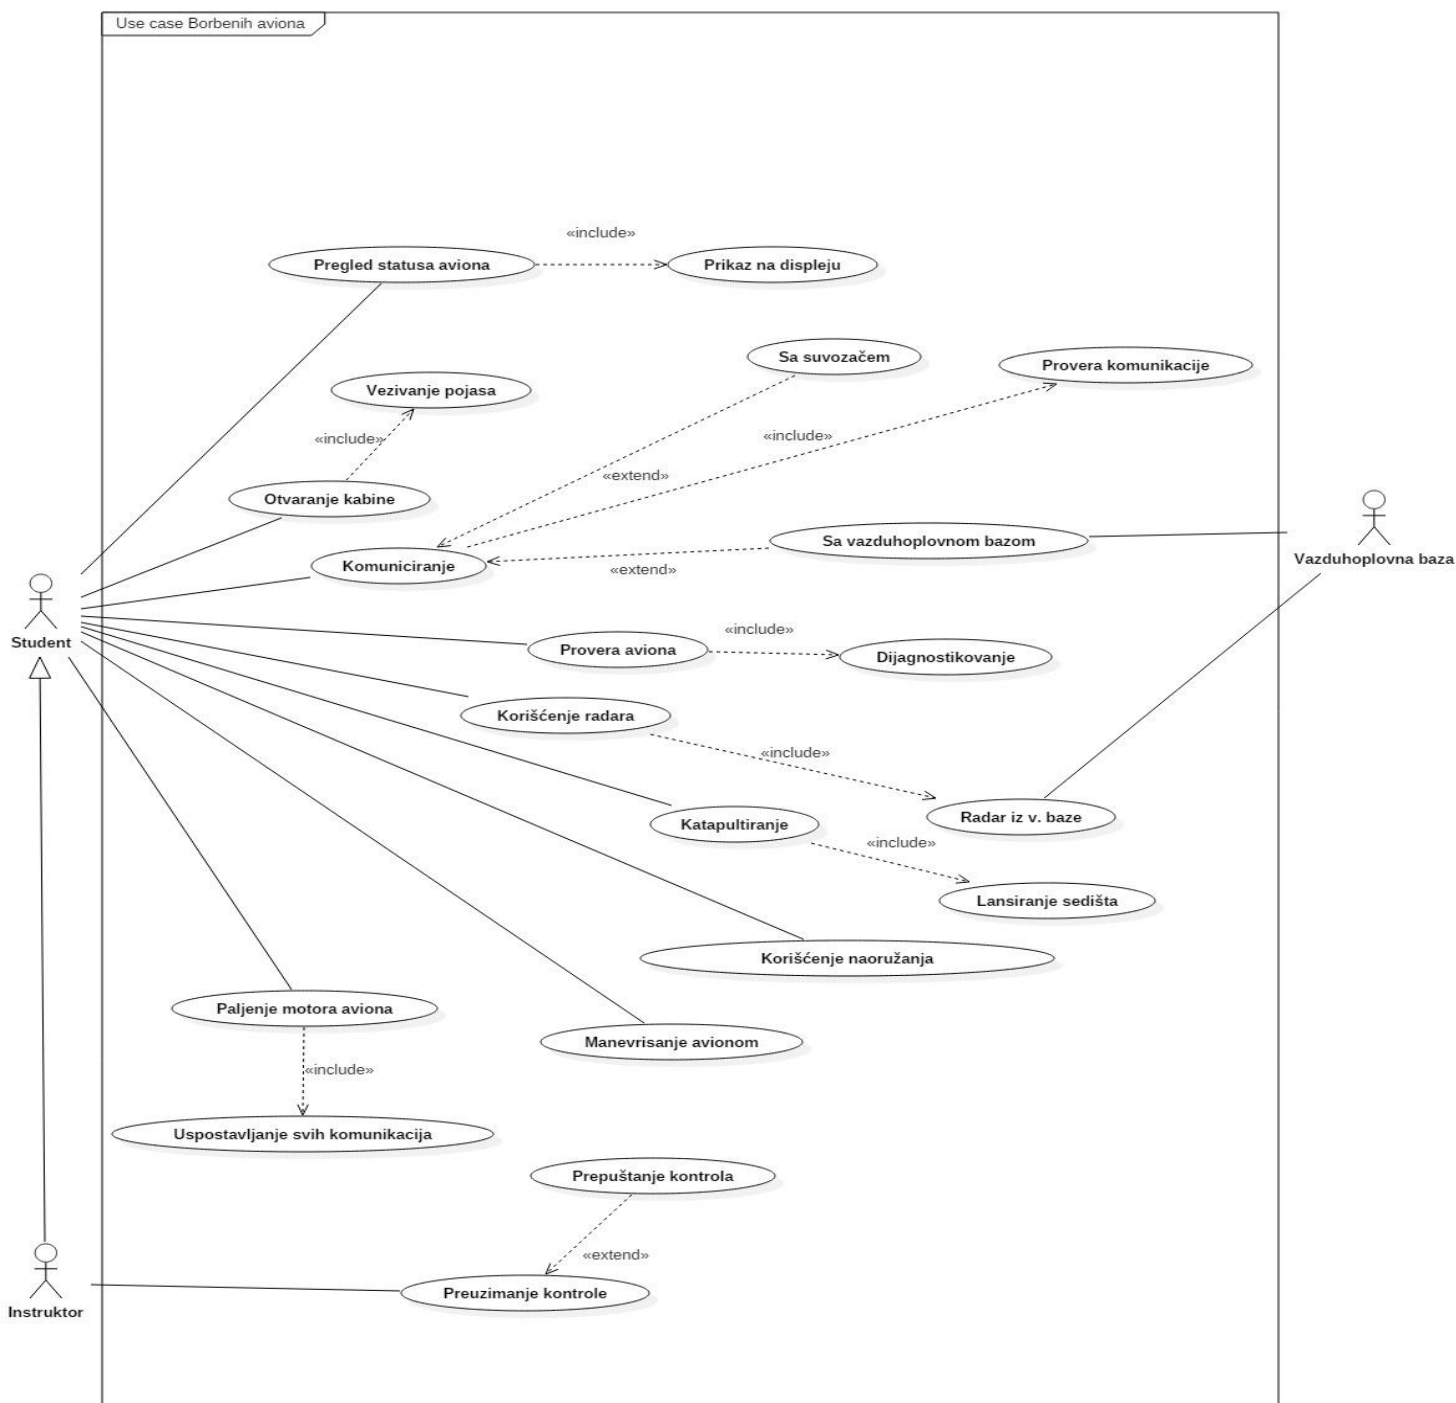 Use case Borbenih aviona
«include»
Pregled statusa aviona
Prikaz na displeju
Sa suvozačem
Provera komunikacije
Vezivanje pojasa
«include»
«include»
«extend»
Otvaranje kabine
Sa vazduhoplovnom bazom
Vazduhoplovna baza
Komuniciranje
«extend»
«include»
Student
Provera aviona
Dijagnostikovanje
Korišćenje radara
«include»
Radar iz v. baze
Katapultiranje
«include»
Lansiranje sedišta
Korišćenje naoružanja
Paljenje motora aviona
Manevrisanje avionom
«include»
Uspostavljanje svih komunikacija
Prepuštanje kontrola
«extend»
Preuzimanje kontrole
Instruktor